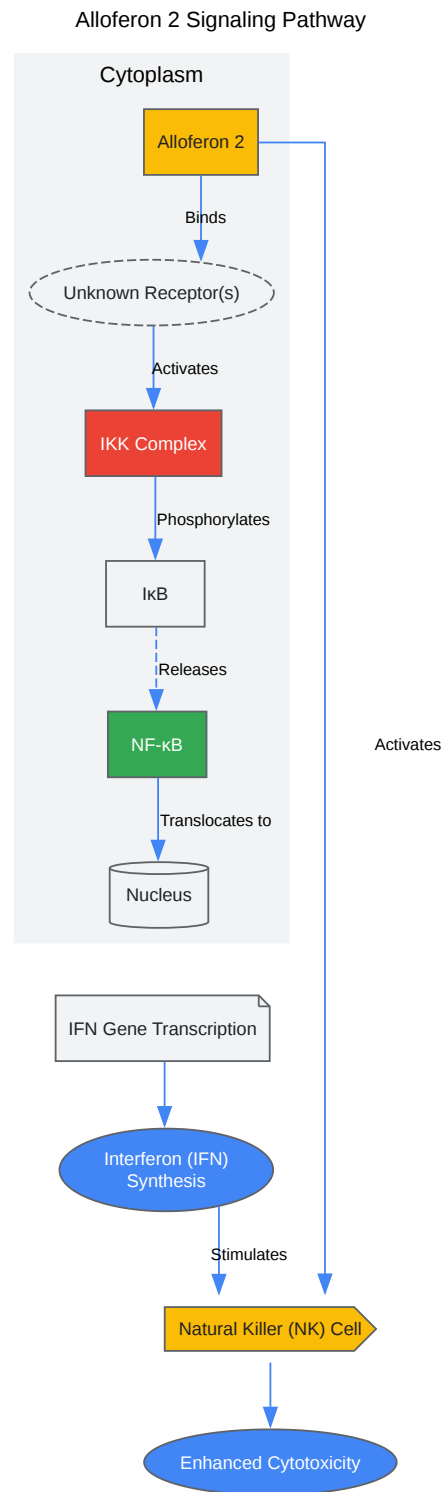 Alloferon 2 Signaling Pathway
Cytoplasm
Alloferon 2
Binds
Unknown Receptor(s)
Activates
IKK Complex
Phosphorylates
IκB
Releases
NF-κB
Activates
Translocates to
Nucleus
IFN Gene Transcription
Interferon (IFN)
Synthesis
Stimulates
Natural Killer (NK) Cell
Enhanced Cytotoxicity